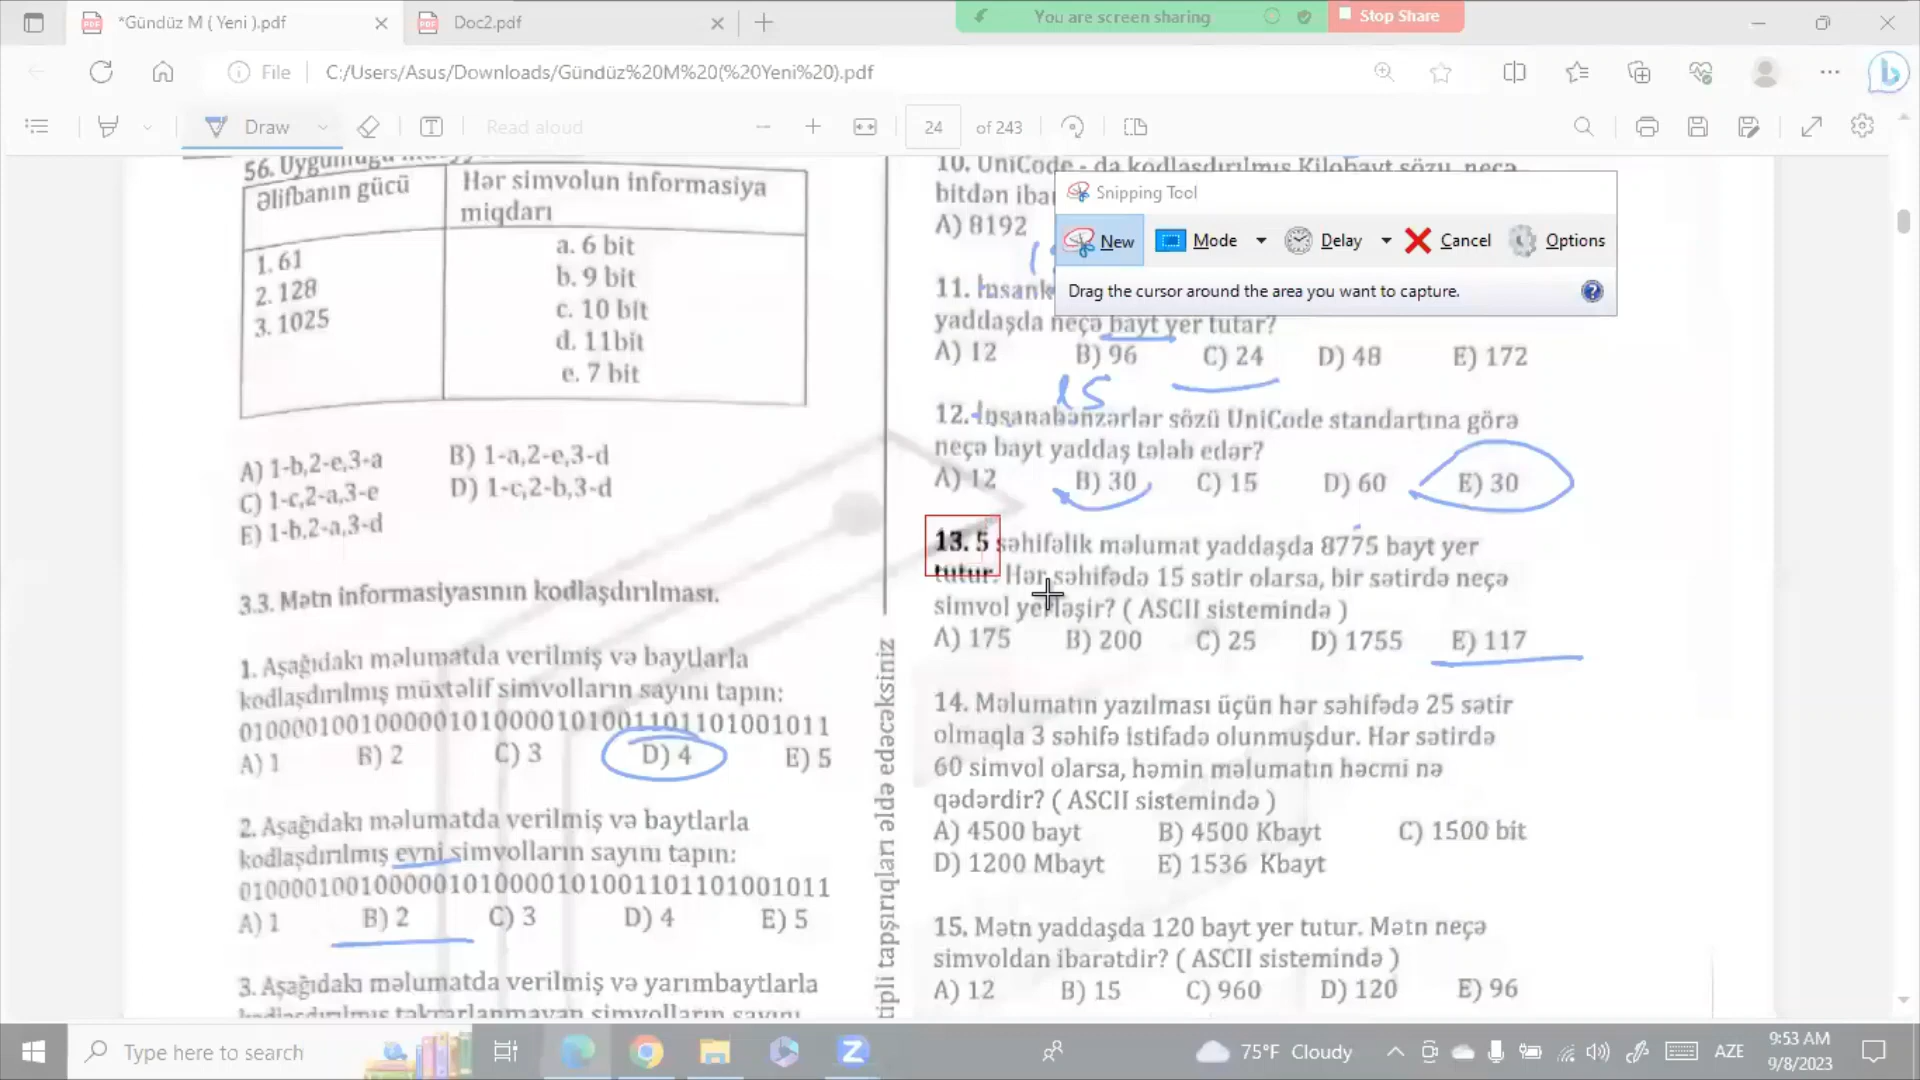 *Gündüz M ( Yeni ).pdf
Doc2.pdf
You are screen sharing
Stop Share
File
C:/Users/Asus/Downloads/Gündüz%20M%20(%20Yeni%20).pdf
Draw
Read aloud
24
of 243
56. Uyğunluğu
Əlifbanın gücü
Hər simvolun informasiya
miqdarı
1. 61
2. 128
3. 1025
a. 6 bit
b. 9 bit
c. 10 bit
d. 11bit
e. 7 bit
A) 1-b,2-e,3-a
B) 1-a,2-e,3-d
C) 1-c,2-a,3-e
D) 1-c,2-b,3-d
E) 1-b,2-a,3-d
3.3. Mətn informasiyasının kodlaşdırılması.
1. Aşağıdakı məlumatda verilmiş və baytlarla
kodlaşdırılmış müxtəlif simvolların sayını tapın:
0100001001000001010000101001101101001011
A) 1 B) 2 C) 3 D) 4 E) 5
2. Aşağıdakı məlumatda verilmiş və baytlarla
kodlaşdırılmış eyni simvolların sayını tapın:
0100001001000001010000101001101101001011
A) 1 B) 2 C) 3 D) 4 E) 5
3. Aşağıdakı məlumatda verilmiş və yarımbaytlarla
kodlaşdırılmış təkrarlanmayan simvolların sayını
tipli tapşırıqları əldə edəcəksiniz
10. UniCode - da kodlaşdırılmış Kilobayt sözü neçə
bitdən
A) 8192
Snipping Tool
New
Mode
Delay
Cancel
Options
Drag the cursor around the area you want to capture.
11.
yaddaşda neçə bayt yer tutar?
A) 12 B) 96 C) 24 D) 48 E) 172
15
12. İnsanabənzərlər sözü UniCode standartına görə
neçə bayt yaddaş tələb edər?
A) 12 B) 30 C) 15 D) 60 E) 30
13. 5 səhifəlik məlumat yaddaşda 8775 bayt yer
tutur. Hər səhifədə 15 sətir olarsa, bir sətirdə neçə
simvol yerləşir? ( ASCII sistemində )
A) 175 B) 200 C) 25 D) 1755 E) 117
14. Məlumatın yazılması üçün hər səhifədə 25 sətir
olmaqla 3 səhifə istifadə olunmuşdur. Hər sətirdə
60 simvol olarsa, həmin məlumatın həcmi nə
qədərdir? ( ASCII sistemində )
A) 4500 bayt B) 4500 Kbayt C) 1500 bit
D) 1200 Mbayt E) 1536 Kbayt
15. Mətn yaddaşda 120 bayt yer tutur. Mətn neçə
simvoldan ibarətdir? ( ASCII sistemində )
A) 12 B) 15 C) 960 D) 120 E) 96
Type here to search
75°F Cloudy
AZE
9:53 AM
9/8/2023